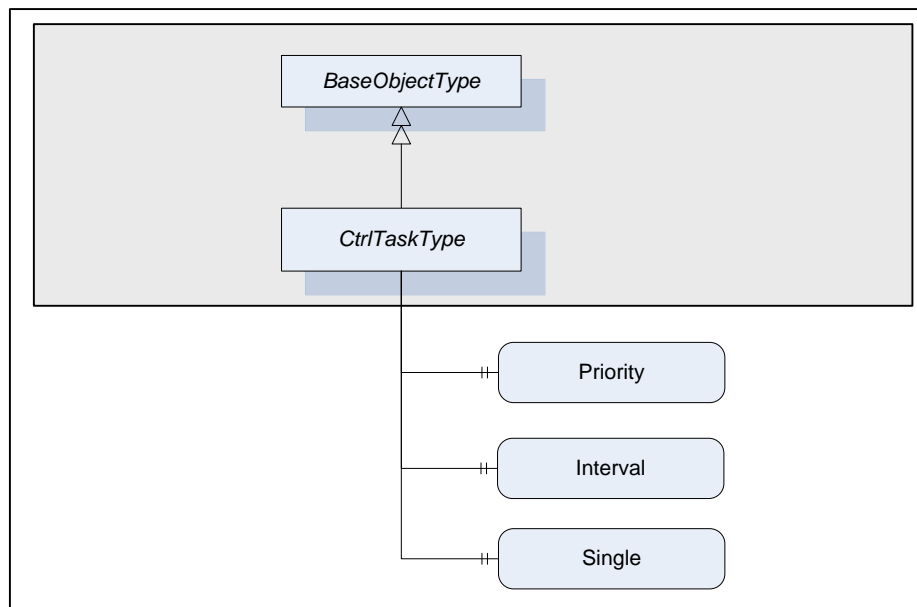 BaseObjectType
CtrlTaskType
Priority
Interval
Single